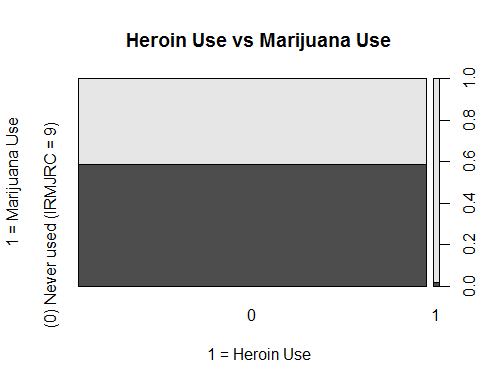 Heroin Use vs Marijuana Use
1 = Marijuana Use
(0) Never used (IRMJRC = 9)
1.0
0.8
0.6
0.4
0.2
0.0
0
1
1 = Heroin Use